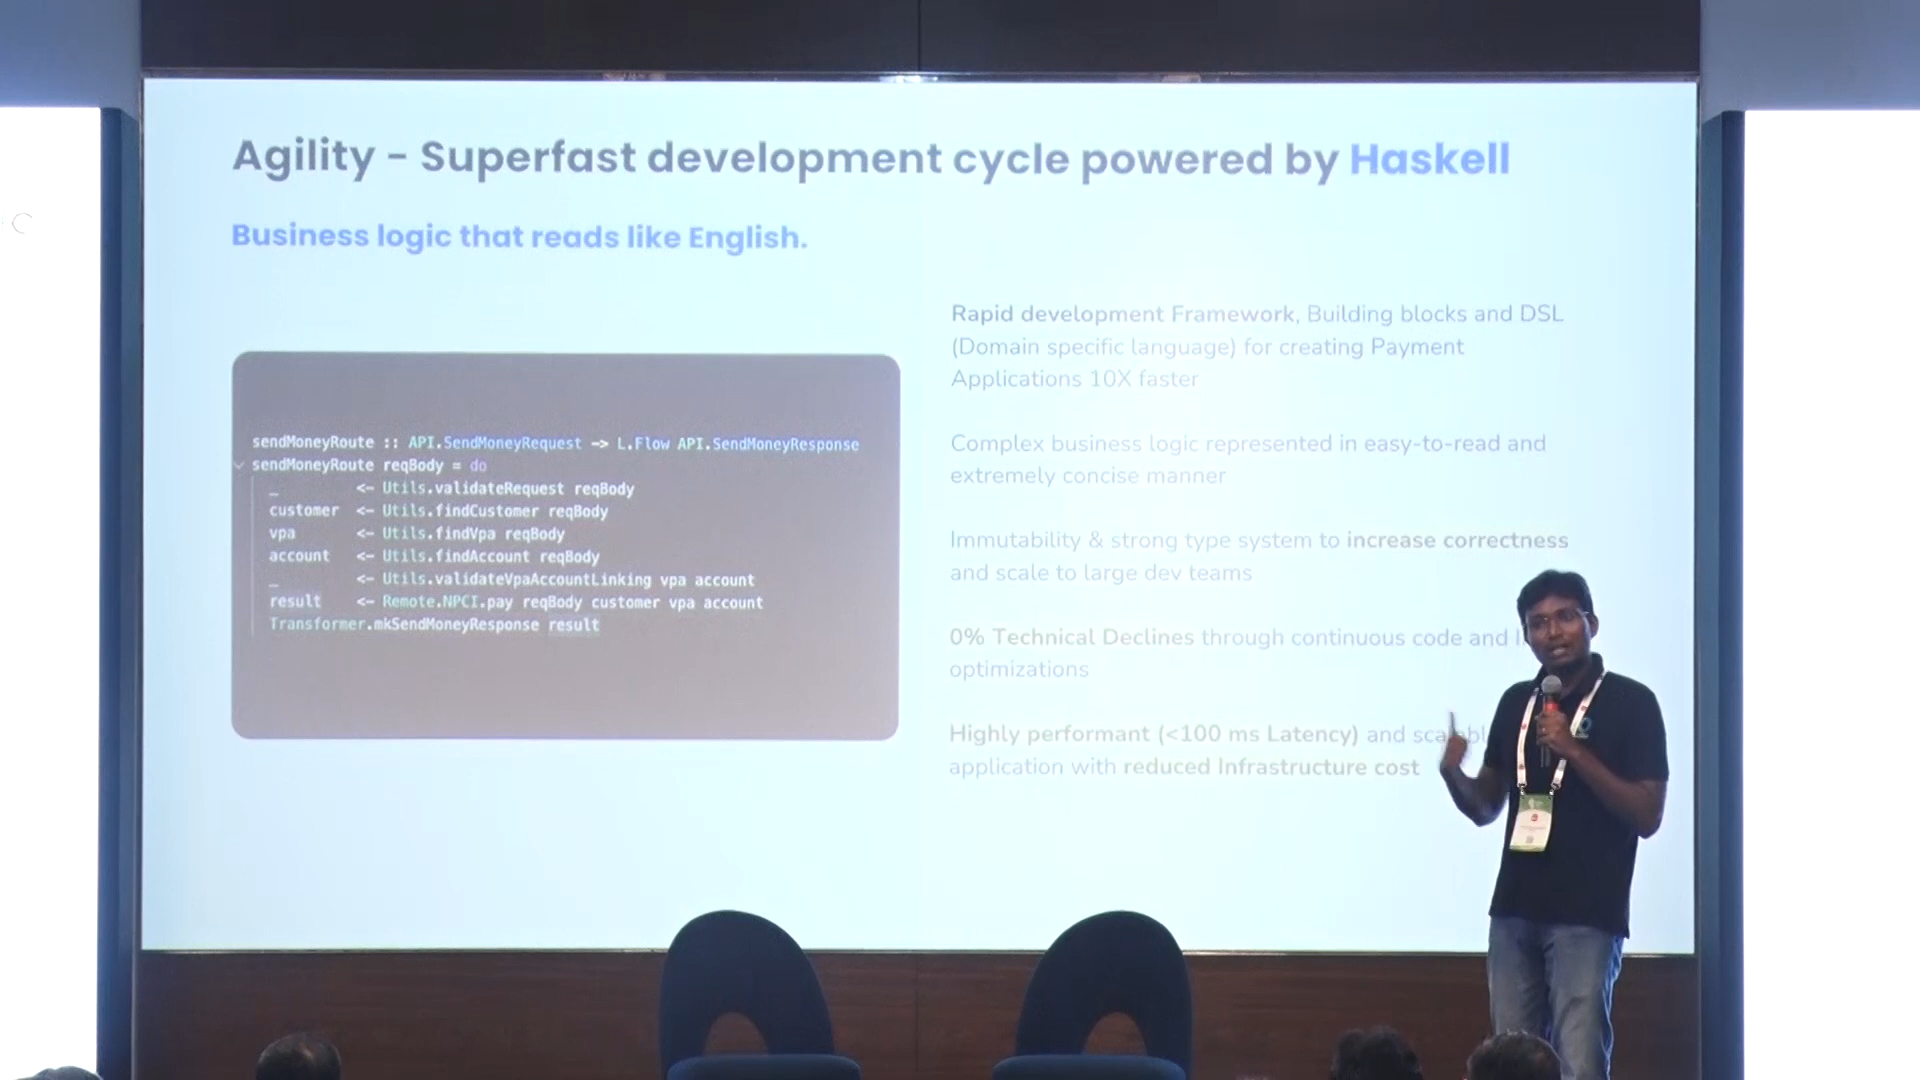 Agility - Superfast development cycle powered by Haskell
Business logic that reads like English.
sendMoneyRoute :: API.SendMoneyRequest -> L.Flow API.SendMoneyResponse
sendMoneyRoute reqBody = do
_ <- Utils.validateRequest reqBody
customer <- Utils.findCustomer reqBody
vpa <- Utils.findVpa reqBody
account <- Utils.findAccount reqBody
_ <- Utils.validateVpaAccountLinking vpa account
result <- Remote.NPCI.pay reqBody customer vpa account
Transformer.mkSendMoneyResponse result
Rapid development Framework, Building blocks and DSL
(Domain specific language) for creating Payment
Applications 10X faster
Complex business logic represented in easy-to-read and
extremely concise manner
Immutability & strong type system to increase correctness
and scale to large dev teams
0% Technical Declines through continuous code and
optimizations
Highly performant (<100 ms Latency) and
application with reduced Infrastructure cost